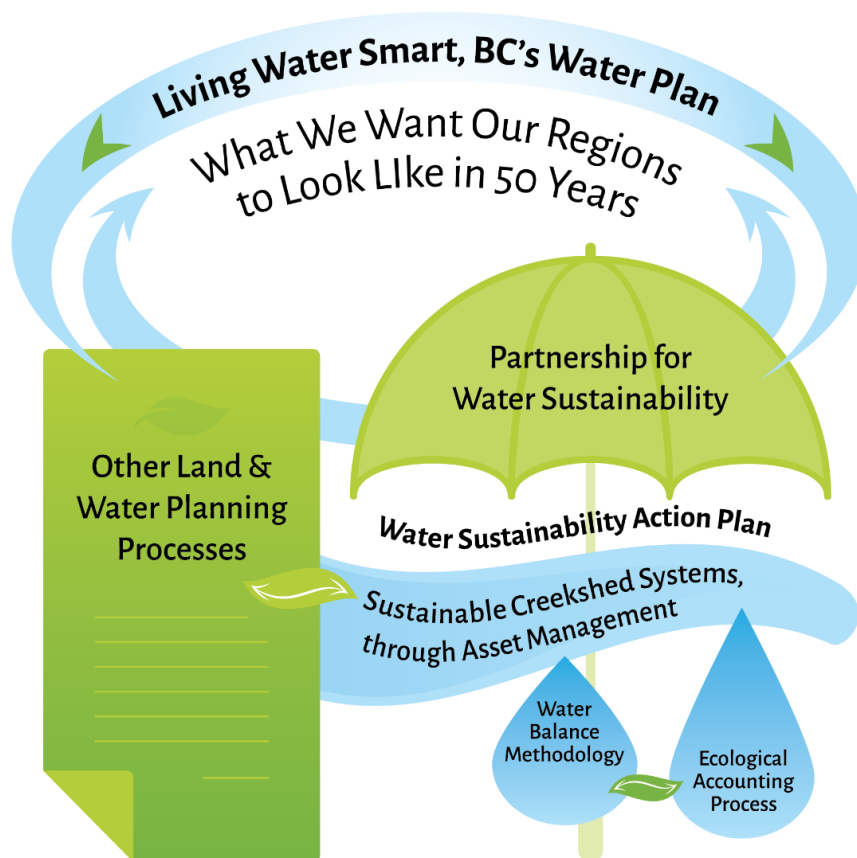 Living Water Smart, BC's Water Plan
What We Want Our Regions
to Look LIke in 50 Years
Partnership for
Water Sustainability
Other Land &
Water Planning
Processes
Water Sustainability Action Plan
Sustainable Creekshed Systems,
through Asset Management
Water
Balance
Methodology
Ecological
Accounting
Process